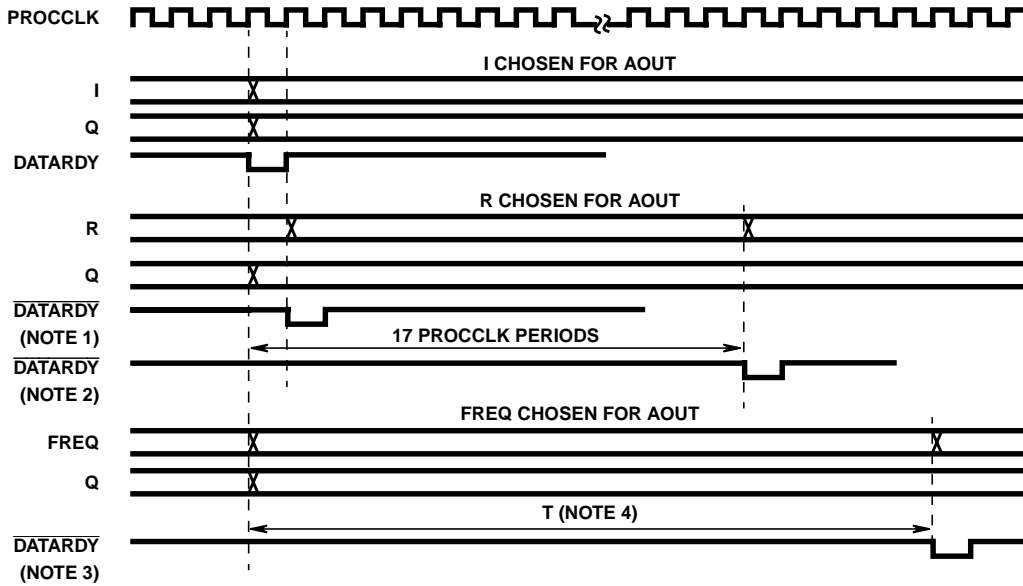 PROCCLK
I CHOSEN FOR AOUT
I
Q
DATARDY
R CHOSEN FOR AOUT
R
Q
DATARDY
(NOTE 1)
17 PROCCLK PERIODS
DATARDY
(NOTE 2)
FREQ CHOSEN FOR AOUT
FREQ
Q
T (NOTE 4)
DATARDY
(NOTE 3)